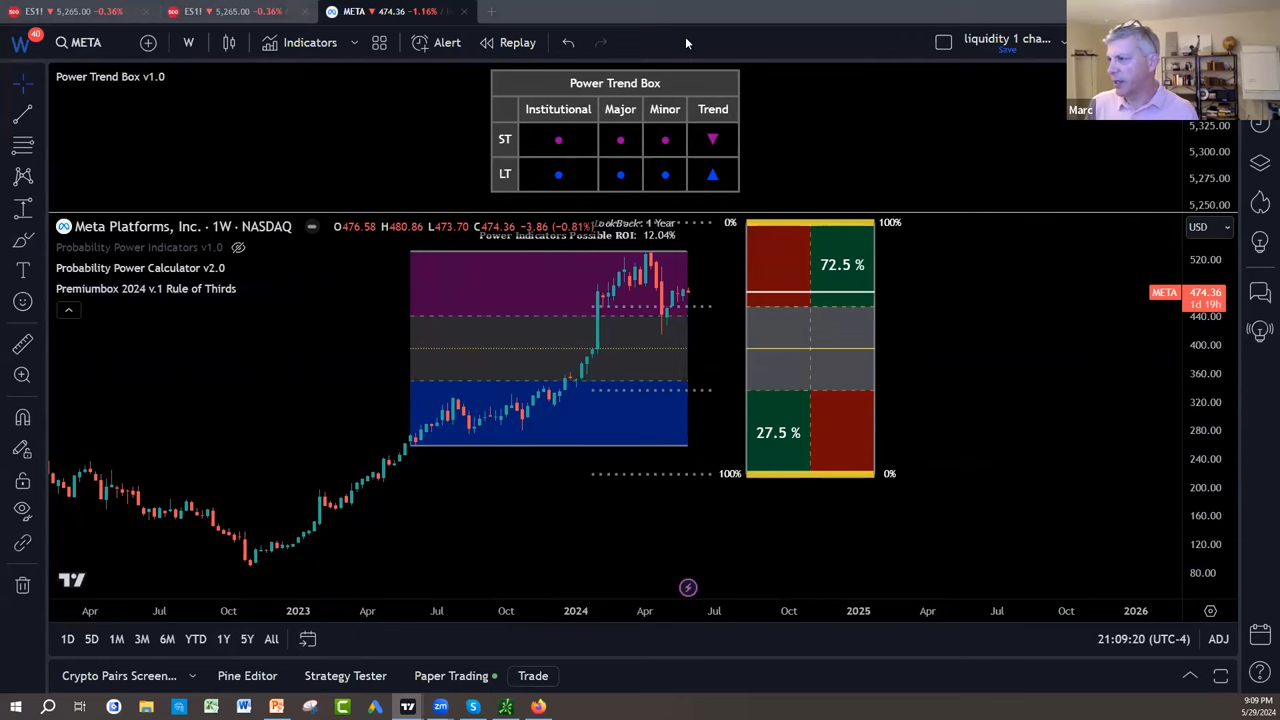 ES1! ▼ 5,265.00 -0.36%
ES1! ▼ 5,265.00 -0.36%
META ▼ 474.36 -1.16%
40
META
W
Indicators
Alert
Replay
liquidity 1 cha...
Save
Marc
Power Trend Box v1.0
Power Trend Box
Institutional Major Minor Trend
ST
LT
5,325.00
5,300.00
5,275.00
5,250.00
Meta Platforms, Inc. · 1W · NASDAQ
O476.58 H480.86 L473.70 C474.36 −3.86 (−0.81%)
LookBack: 1 Year
Power Indicators Possible ROI: 12.04%
Probability Power Indicators v1.0
Probability Power Calculator v2.0
Premiumbox 2024 v.1 Rule of Thirds
0%
100%
72.5 %
27.5 %
100%
0%
USD
520.00
META 474.36
1d 19h
440.00
400.00
360.00
320.00
280.00
240.00
200.00
160.00
120.00
80.00
Apr Jul Oct 2023 Apr Jul Oct 2024 Apr Jul Oct 2025 Apr Jul Oct 2026
1D 5D 1M 3M 6M YTD 1Y 5Y All
21:09:20 (UTC-4) ADJ
Crypto Pairs Screen... Pine Editor Strategy Tester Paper Trading Trade
9:09 PM
5/29/2024